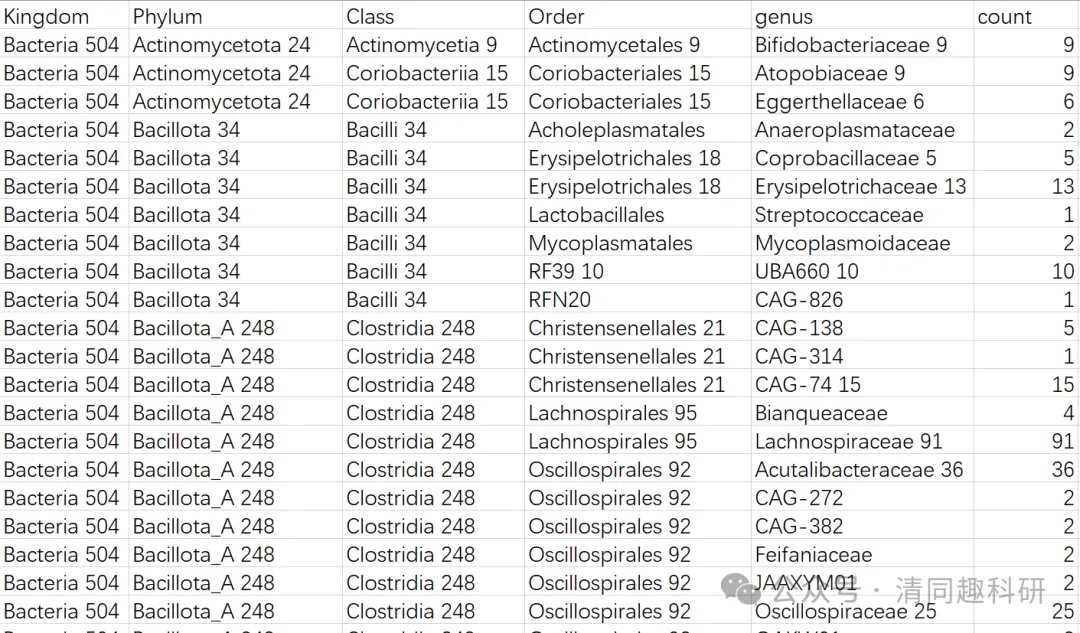 Kingdom Phylum Class Order genus count
Bacteria 504 Actinomycetota 24 Actinomycetia 9 Actinomycetales 9 Bifidobacteriaceae 9 9
Bacteria 504 Actinomycetota 24 Coriobacteriia 15 Coriobacteriales 15 Atopobiaceae 9 9
Bacteria 504 Actinomycetota 24 Coriobacteriia 15 Coriobacteriales 15 Eggerthellaceae 6 6
Bacteria 504 Bacillota 34 Bacilli 34 Acholeplasmatales Anaeroplasmataceae 2
Bacteria 504 Bacillota 34 Bacilli 34 Erysipelotrichales 18 Coprobacillaceae 5 5
Bacteria 504 Bacillota 34 Bacilli 34 Erysipelotrichales 18 Erysipelotrichaceae 13 13
Bacteria 504 Bacillota 34 Bacilli 34 Lactobacillales Streptococcaceae 1
Bacteria 504 Bacillota 34 Bacilli 34 Mycoplasmatales Mycoplasmoidaceae 2
Bacteria 504 Bacillota 34 Bacilli 34 RF39 10 UBA660 10 10
Bacteria 504 Bacillota 34 Bacilli 34 RFN20 CAG-826 1
Bacteria 504 Bacillota_A 248 Clostridia 248 Christensenellales 21 CAG-138 5
Bacteria 504 Bacillota_A 248 Clostridia 248 Christensenellales 21 CAG-314 1
Bacteria 504 Bacillota_A 248 Clostridia 248 Christensenellales 21 CAG-74 15 15
Bacteria 504 Bacillota_A 248 Clostridia 248 Lachnospirales 95 Bianqueaceae 4
Bacteria 504 Bacillota_A 248 Clostridia 248 Lachnospirales 95 Lachnospiraceae 91 91
Bacteria 504 Bacillota_A 248 Clostridia 248 Oscillospirales 92 Acutalibacteraceae 36 36
Bacteria 504 Bacillota_A 248 Clostridia 248 Oscillospirales 92 CAG-272 2
Bacteria 504 Bacillota_A 248 Clostridia 248 Oscillospirales 92 CAG-382 2
Bacteria 504 Bacillota_A 248 Clostridia 248 Oscillospirales 92 Feifaniaceae 2
Bacteria 504 Bacillota_A 248 Clostridia 248 Oscillospirales 92 JAAXYM01 2
公众号 · 清同趣科研
Bacteria 504 Bacillota_A 248 Clostridia 248 Oscillospirales 92 Oscillospiraceae 25 25